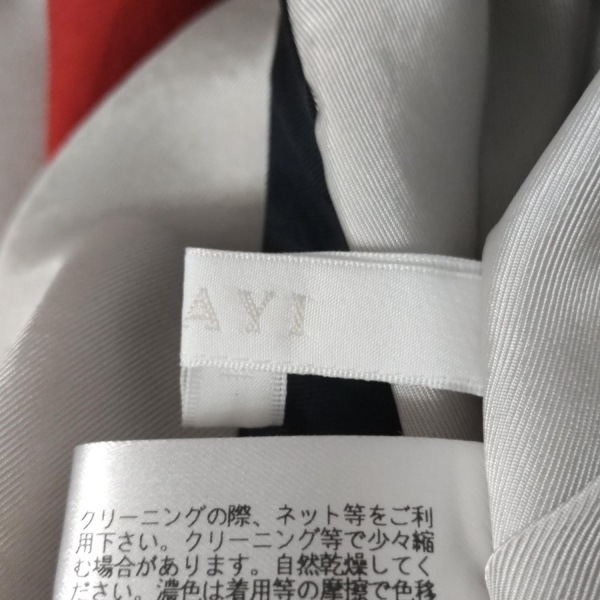 AYI
クリーニングの際、ネット等をご利
用下さい。クリーニング等で少々縮
む場合があります。自然乾燥してく
ださい。濃色は着用等の摩擦で色移